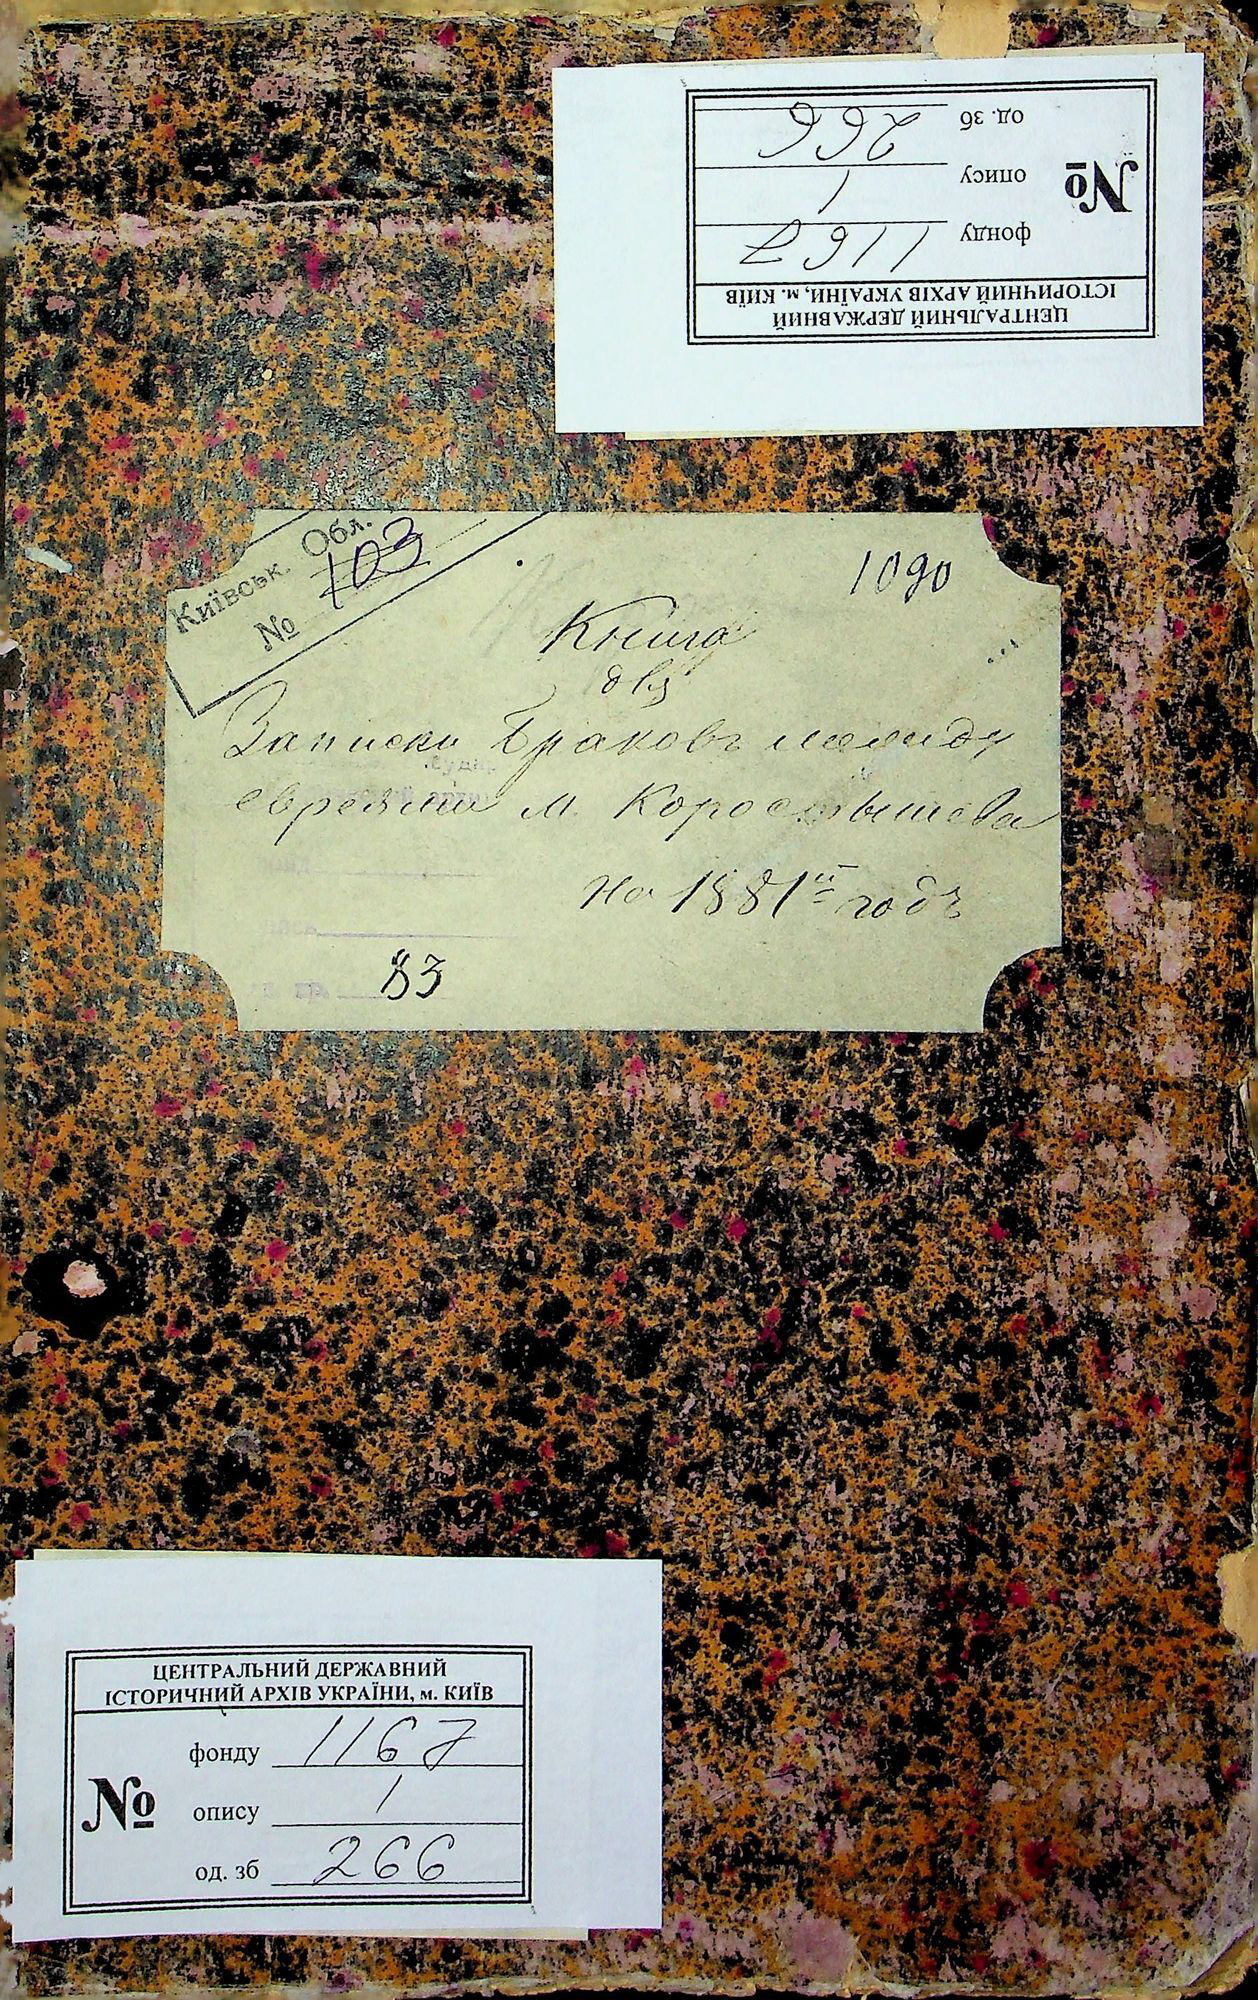 ЦЕНТРАЛЬНИЙ ДЕРЖАВНИЙ
ІСТОРИЧНИЙ АРХІВ УКРАЇНИ, м. КИЇВ
№
фонду 1167
опису 1
од. зб 266
Київськ. Обл.
№ 103
1090
Книга
для
Записки Браковъ между
евреями м. Коростышева
на 1881й годъ
83
ЦЕНТРАЛЬНИЙ ДЕРЖАВНИЙ
ІСТОРИЧНИЙ АРХІВ УКРАЇНИ, м. КИЇВ
фонду 1167
№ опису 1
од. зб 266